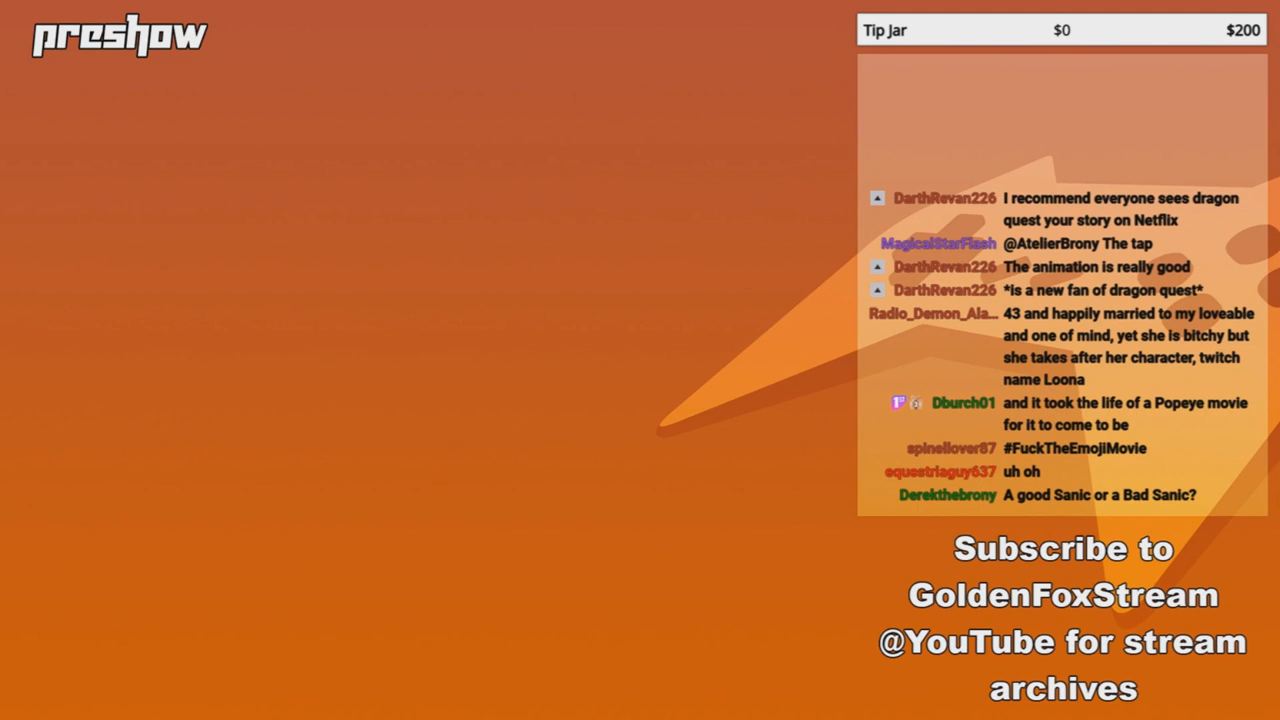 preshow
Tip Jar $0 $200
DarthRevan226 I recommend everyone sees dragon
quest your story on Netflix
MagicalStarFlash @AtelierBrony The tap
DarthRevan226 The animation is really good
DarthRevan226 *is a new fan of dragon quest*
Radio_Demon_Ala... 43 and happily married to my loveable
and one of mind, yet she is bitchy but
she takes after her character, twitch
name Loona
Dburch01 and it took the life of a Popeye movie
for it to come to be
spinellover87 #FuckTheEmojiMovie
equestriaguy637 uh oh
Derekthebrony A good Sanic or a Bad Sanic?
Subscribe to
GoldenFoxStream
@YouTube for stream
archives